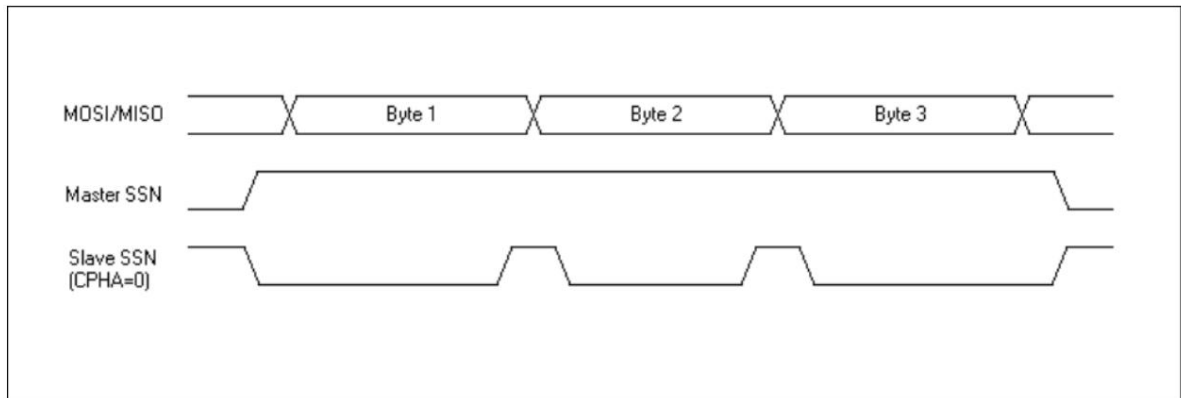 MOSI/MISO
Byte 1
Byte 2
Byte 3
Master SSN
Slave SSN
(CPHA=0)